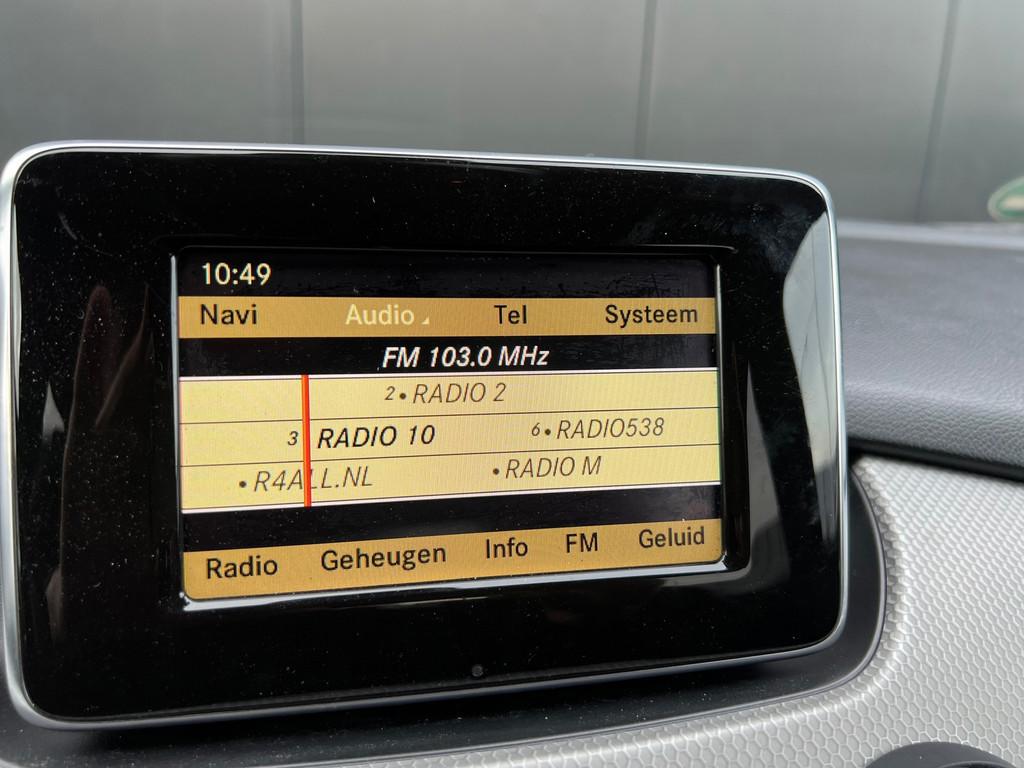 10:49
Navi Audio Tel Systeem
FM 103.0 MHz
2 • RADIO 2
3 RADIO 10 6 • RADIO538
• R4ALL.NL • RADIO M
Radio Geheugen Info FM Geluid